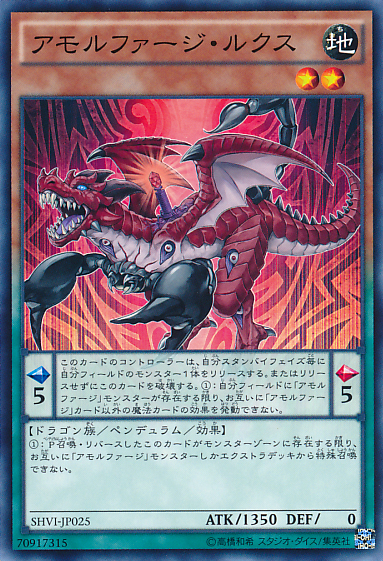 アモルファージ・ルクス
地
5
このカードのコントローラーは、自分スタンバイフェイズ毎に
自分フィールドのモンスター1体をリリースする。またはリリ
ースせずにこのカードを破壊する。①:自分フィールドに「アモル
ファージ」モンスターが存在する限り、お互いに「アモルファー
ジ」カード以外の魔法カードの効果を発動できない。
5
【ドラゴン族/ペンデュラム/効果】
①:P召喚・リバースしたこのカードがモンスターゾーンに存在する限り、
お互いに「アモルファージ」モンスターしかエクストラデッキから特殊召喚
できない。
SHVI-JP025 ATK/1350 DEF/ 0
70917315 ©高橋和希 スタジオ・ダイス/集英社